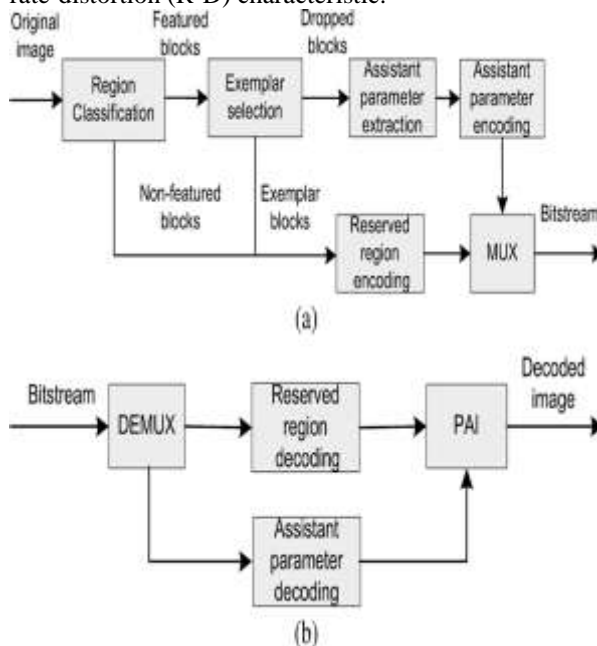 rate-distortion (R-D) characteristic.
Original image
Featured blocks
Dropped blocks
Region Classification
Exemplar selection
Assistant parameter extraction
Assistant parameter encoding
Non-featured blocks
Exemplar blocks
Reserved region encoding
MUX
Bitstream
(a)
Bitstream
DEMUX
Reserved region decoding
PAI
Decoded image
Assistant parameter decoding
(b)